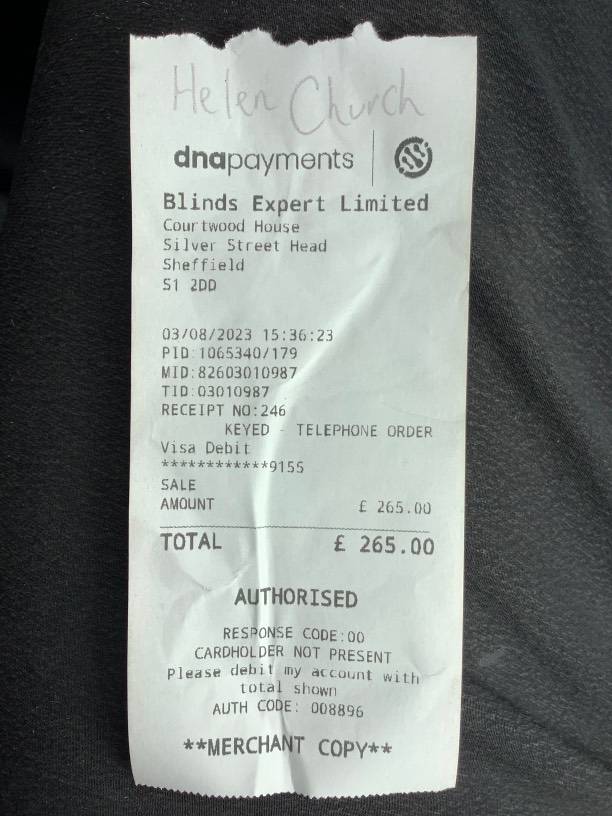 Helen Church
dnapayments
Blinds Expert Limited
Courtwood House
Silver Street Head
Sheffield
S1 2DD
03/08/2023 15:36:23
PID:1065340/179
MID:82603010987
TID:03010987
RECEIPT NO:246
KEYED - TELEPHONE ORDER
Visa Debit
************9155
SALE
AMOUNT £ 265.00
TOTAL £ 265.00
AUTHORISED
RESPONSE CODE:00
CARDHOLDER NOT PRESENT
Please debit my account with
total shown
AUTH CODE: 008896
**MERCHANT COPY**